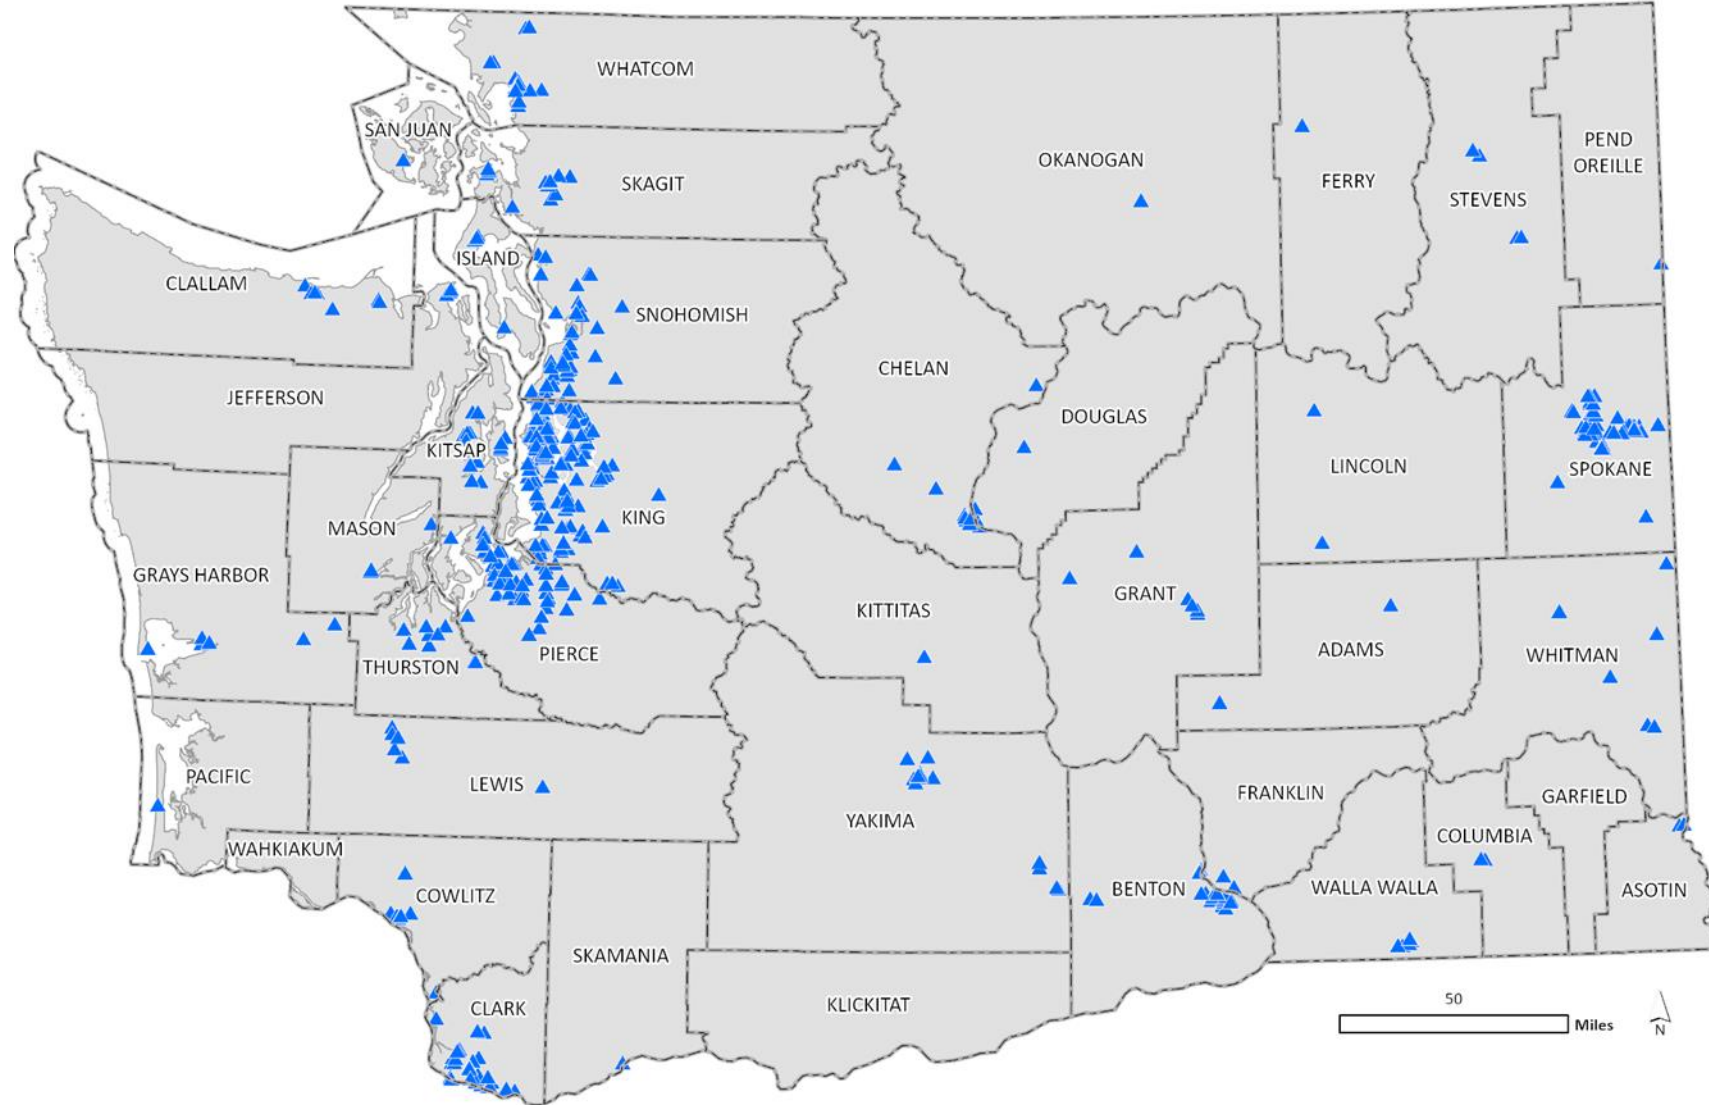 WHATCOM
SAN JUAN
PEND
OREILLE
OKANOGAN
SKAGIT
FERRY
STEVENS
ISLAND
CLALLAM
SNOHOMISH
CHELAN
JEFFERSON
DOUGLAS
KITSAP
LINCOLN
SPOKANE
KING
MASON
GRAYS HARBOR
GRANT
KITTITAS
ADAMS
WHITMAN
PIERCE
THURSTON
PACIFIC
LEWIS
FRANKLIN
GARFIELD
YAKIMA
COLUMBIA
WAHKIAKUM
BENTON
WALLA WALLA
ASOTIN
COWLITZ
SKAMANIA
KLICKITAT
CLARK
50
Miles
N